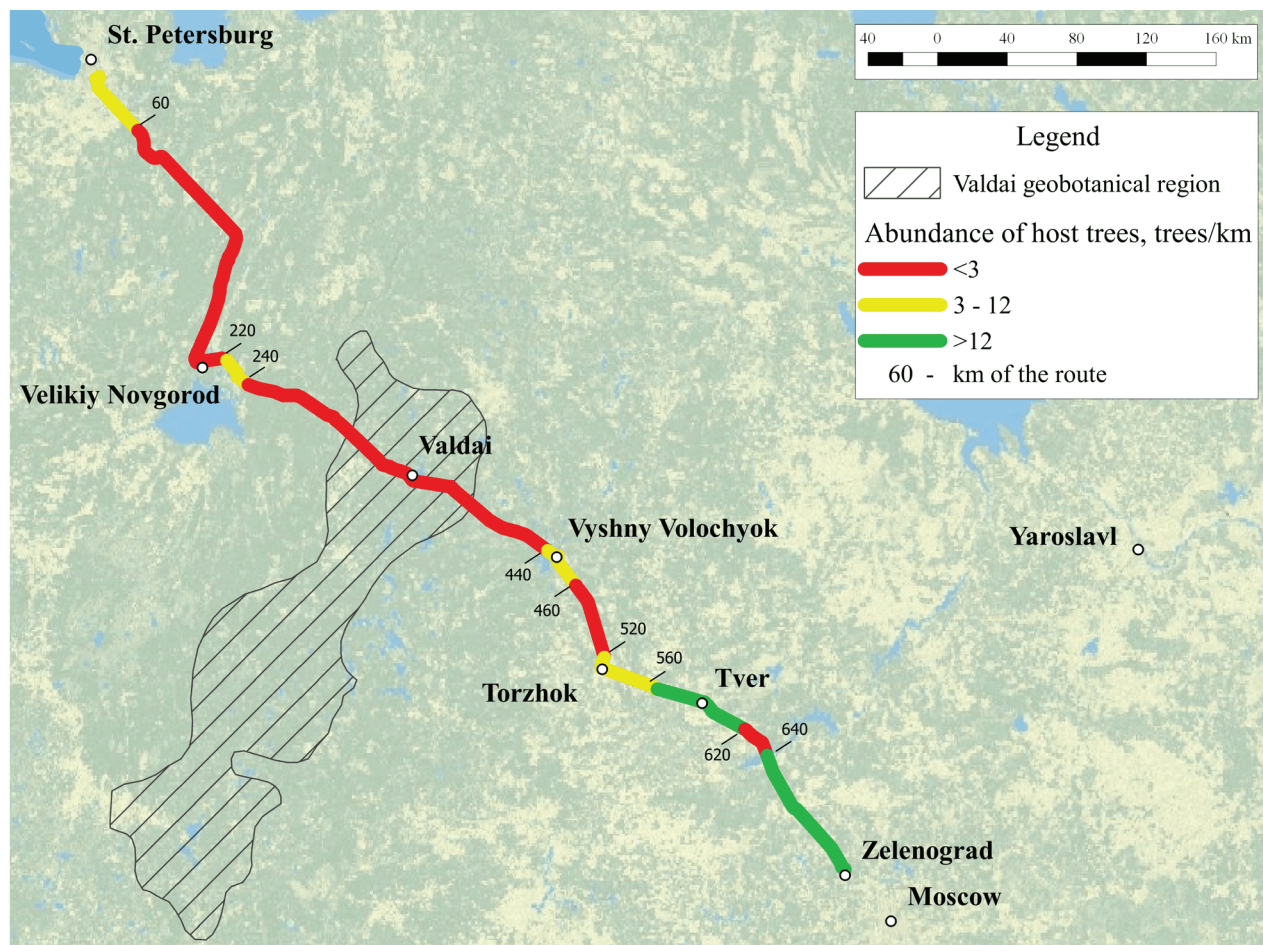 St. Petersburg
40 0 40 80 120 160 km
60
Legend
Valdai geobotanical region
Abundance of host trees, trees/km
<3
3 - 12
>12
60 - km of the route
220
240
Velikiy Novgorod
Valdai
Vyshny Volochyok
Yaroslavl
440
460
520
560
Tver
Torzhok
620
640
Zelenograd
Moscow